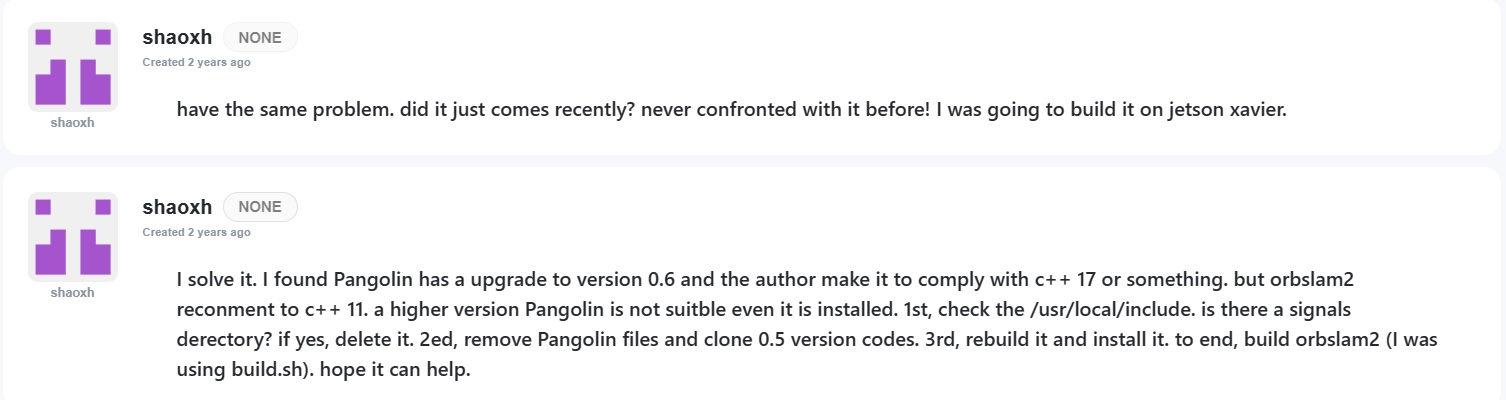 shaoxh NONE
Created 2 years ago
have the same problem. did it just comes recently? never confronted with it before! I was going to build it on jetson xavier.
shaoxh
shaoxh NONE
Created 2 years ago
I solve it. I found Pangolin has a upgrade to version 0.6 and the author make it to comply with c++ 17 or something. but orbslam2
reconment to c++ 11. a higher version Pangolin is not suitble even it is installed. 1st, check the /usr/local/include. is there a signals
derectory? if yes, delete it. 2ed, remove Pangolin files and clone 0.5 version codes. 3rd, rebuild it and install it. to end, build orbslam2 (I was
using build.sh). hope it can help.
shaoxh